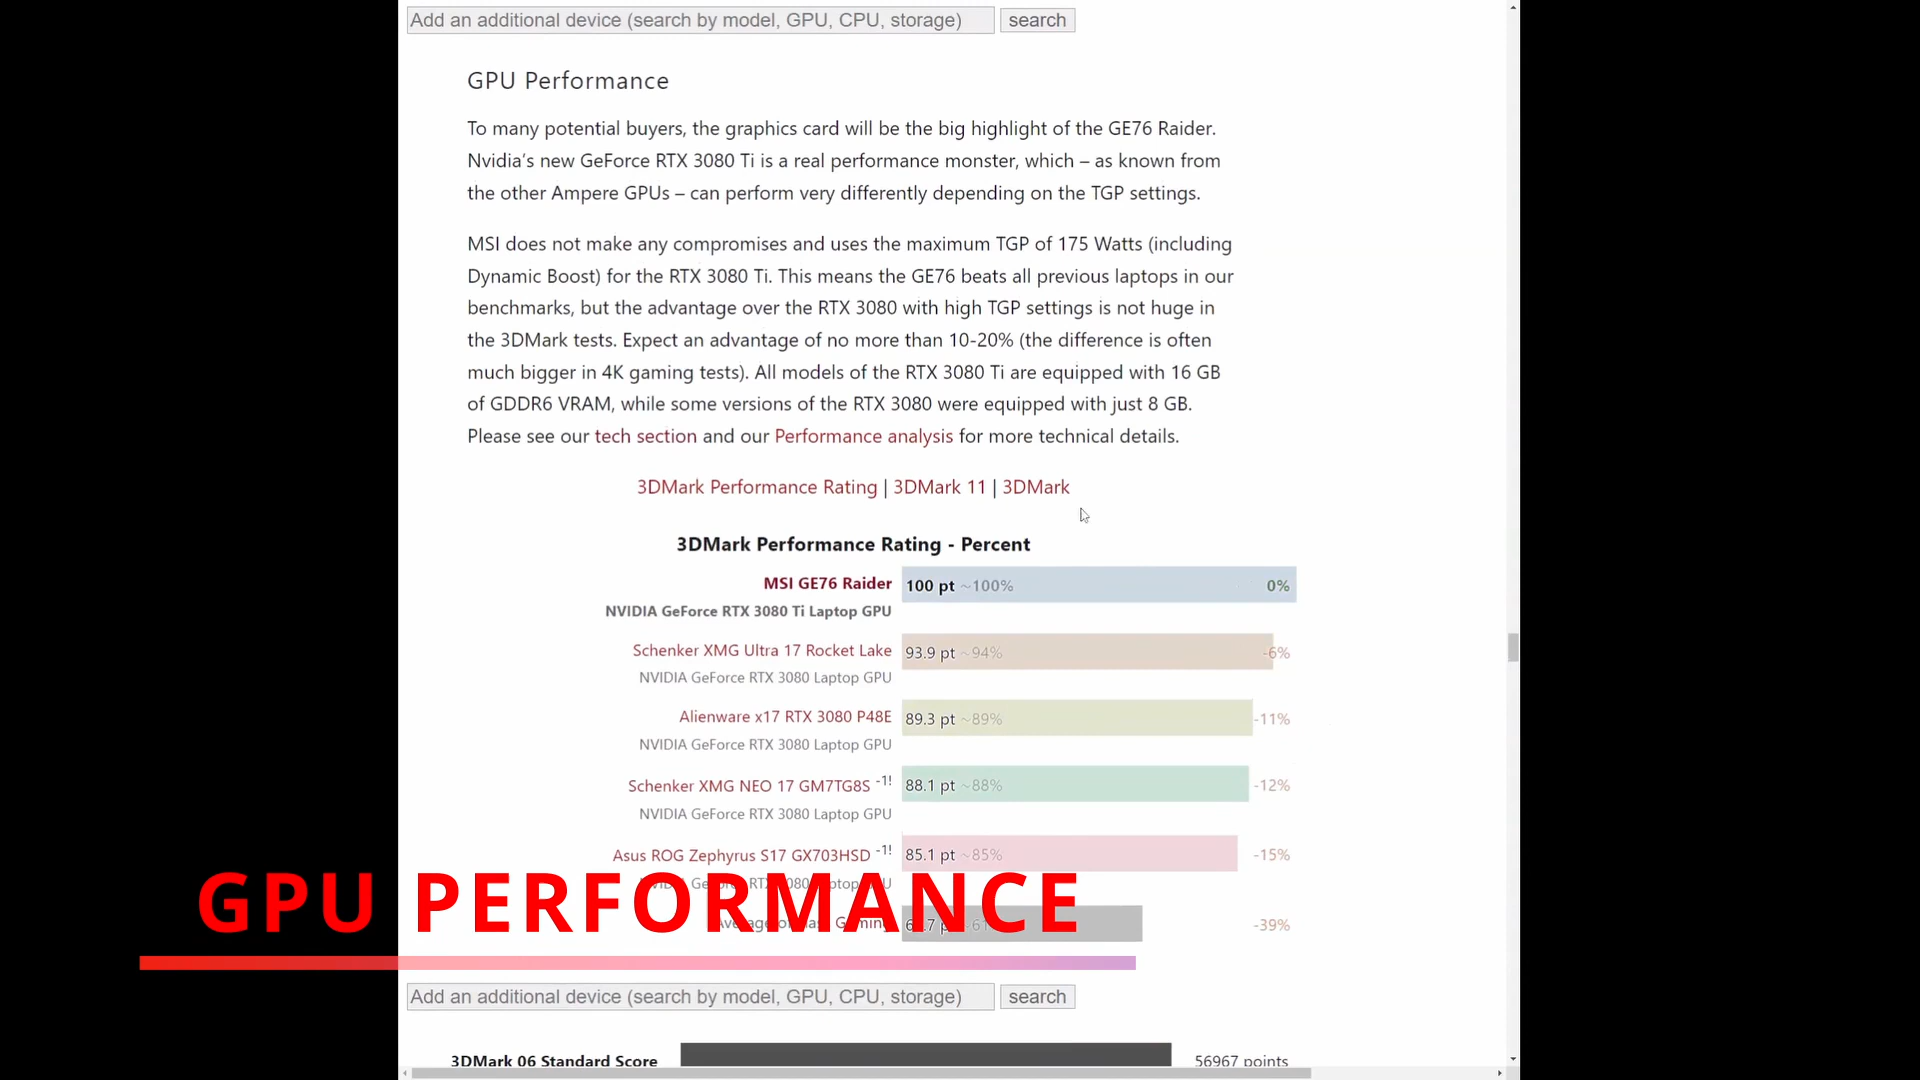 Add an additional device (search by model, GPU, CPU, storage) search
GPU Performance
To many potential buyers, the graphics card will be the big highlight of the GE76 Raider.
Nvidia's new GeForce RTX 3080 Ti is a real performance monster, which – as known from
the other Ampere GPUs – can perform very differently depending on the TGP settings.
MSI does not make any compromises and uses the maximum TGP of 175 Watts (including
Dynamic Boost) for the RTX 3080 Ti. This means the GE76 beats all previous laptops in our
benchmarks, but the advantage over the RTX 3080 with high TGP settings is not huge in
the 3DMark tests. Expect an advantage of no more than 10-20% (the difference is often
much bigger in 4K gaming tests). All models of the RTX 3080 Ti are equipped with 16 GB
of GDDR6 VRAM, while some versions of the RTX 3080 were equipped with just 8 GB.
Please see our tech section and our Performance analysis for more technical details.
3DMark Performance Rating | 3DMark 11 | 3DMark
3DMark Performance Rating - Percent
MSI GE76 Raider 100 pt ~100% 0%
NVIDIA GeForce RTX 3080 Ti Laptop GPU
Schenker XMG Ultra 17 Rocket Lake 93.9 pt ~94% -6%
NVIDIA GeForce RTX 3080 Laptop GPU
Alienware x17 RTX 3080 P48E 89.3 pt ~89% -11%
NVIDIA GeForce RTX 3080 Laptop GPU
Schenker XMG NEO 17 GM7TG8S -1! 88.1 pt ~88% -12%
NVIDIA GeForce RTX 3080 Laptop GPU
Asus ROG Zephyrus S17 GX703HSD -1! 85.1 pt ~85% -15%
GPU PERFORMANCE
-39%
Add an additional device (search by model, GPU, CPU, storage) search
3DMark 06 Standard Score 56967 points